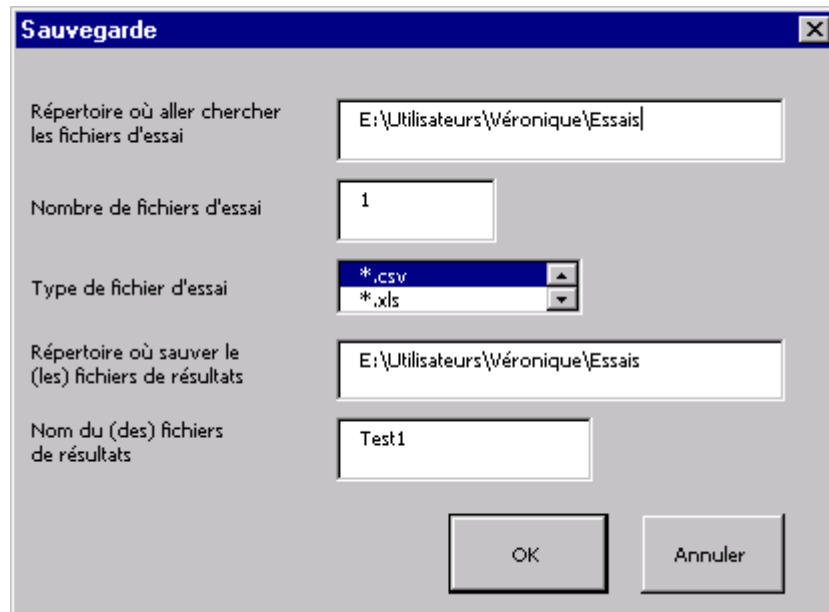 Sauvegarde
Répertoire où aller chercher
les fichiers d'essai
E:\Utilisateurs\Véronique\Essais
Nombre de fichiers d'essai
1
Type de fichier d'essai
*.csv
*.xls
Répertoire où sauver le
(les) fichiers de résultats
E:\Utilisateurs\Véronique\Essais
Nom du (des) fichiers
de résultats
Test1
OK
Annuler